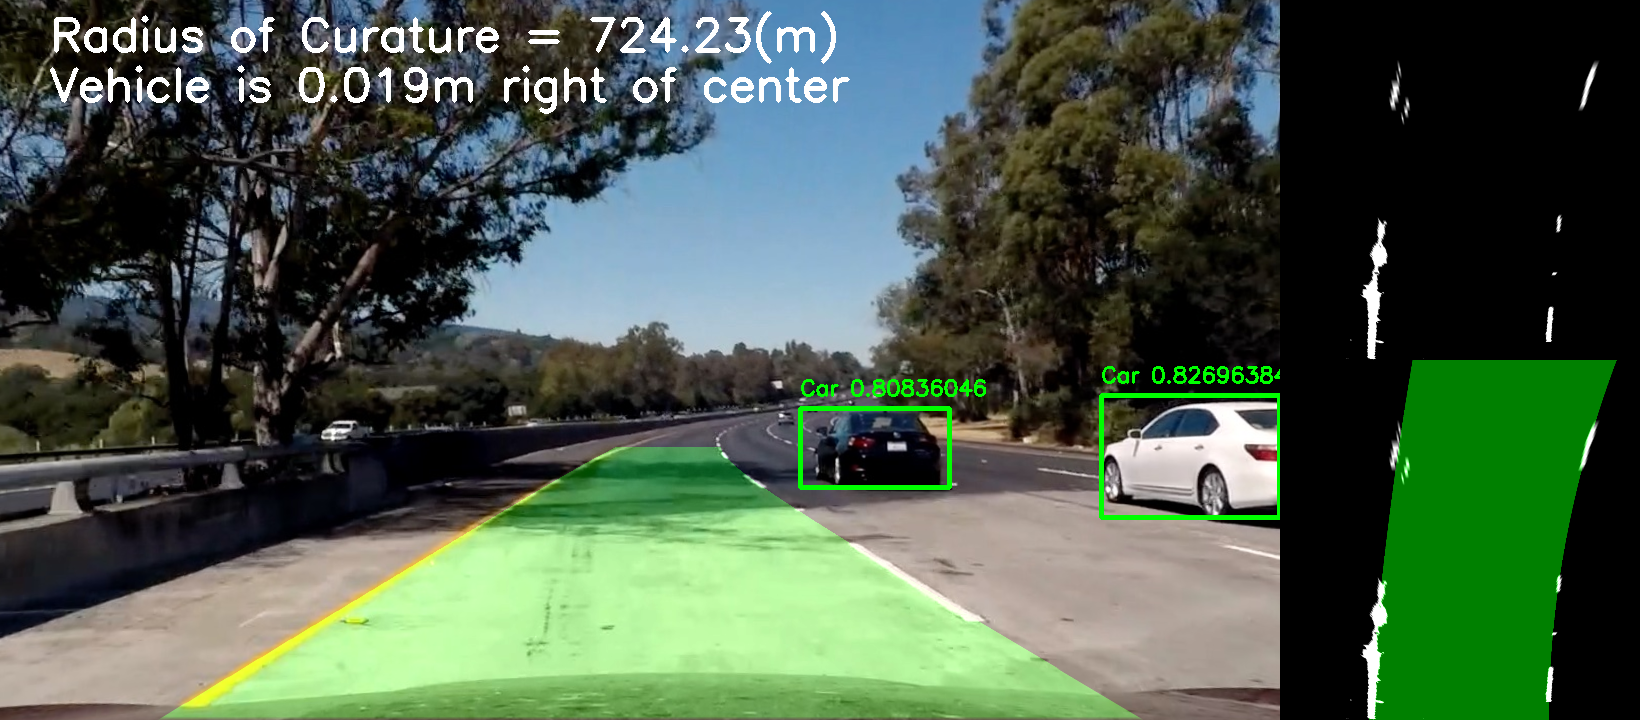 Radius of Curature = 724.23(m)
Vehicle is 0.019m right of center
Car 0.80836046
Car 0.82696384